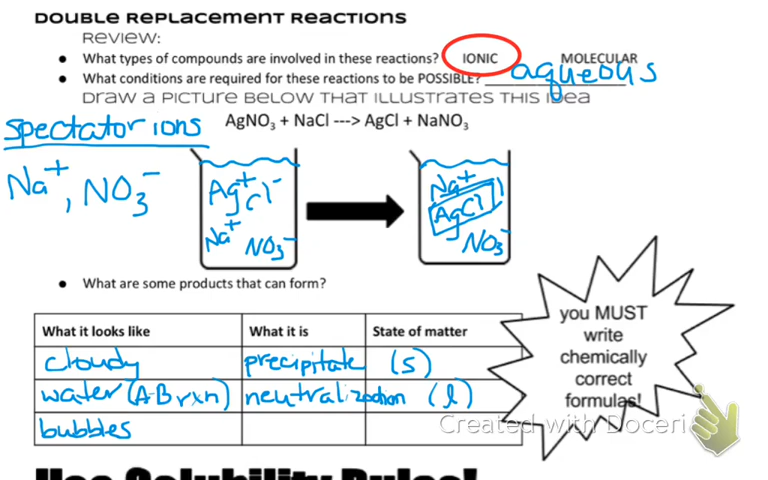 Double Replacement Reactions
Review:
• What types of compounds are involved in these reactions? IONIC MOLECULAR
• What conditions are required for these reactions to be POSSIBLE? aqueous
Draw a picture below that illustrates this idea
spectator ions
AgNO₃ + NaCl ---> AgCl + NaNO₃
Na⁺, NO₃⁻
Ag⁺ Cl⁻
Na⁺ NO₃⁻
Na⁺
AgCl
NO₃⁻
• What are some products that can form?
What it looks like What it is State of matter
cloudy precipitate (s)
water (AB rxn) neutralization (l)
bubbles
you MUST
write
chemically
correct
formulas!
Created with Doceri
Use Solubility Rules!